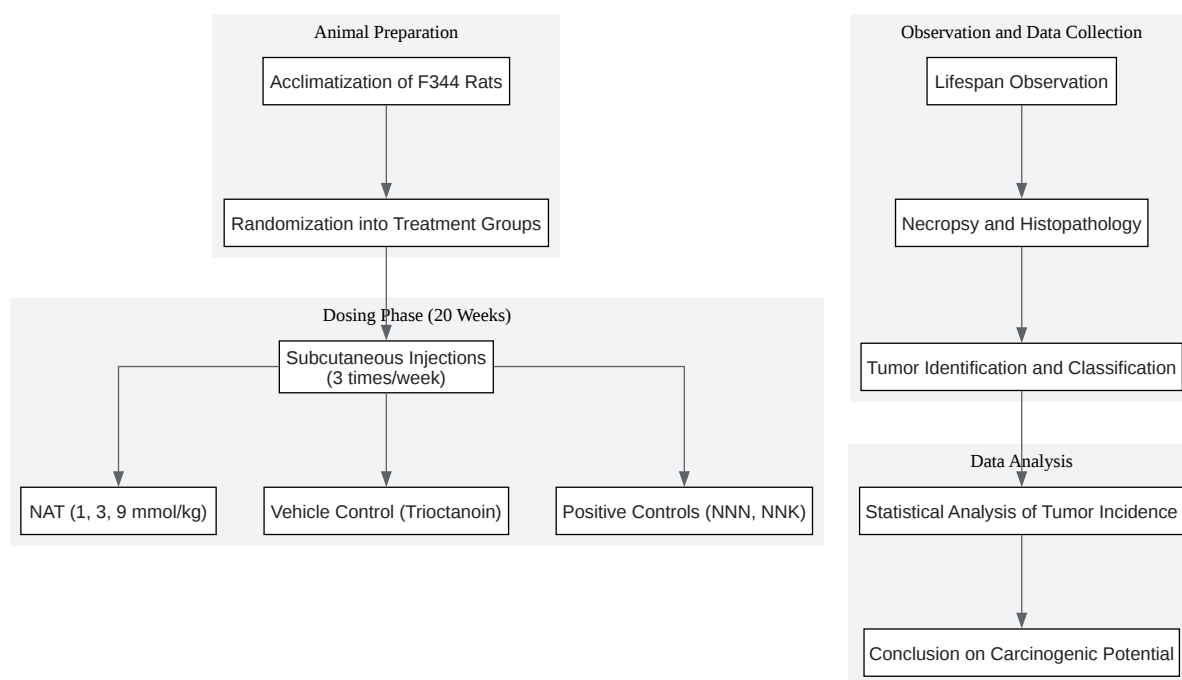 Animal Preparation
Acclimatization of F344 Rats
Randomization into Treatment Groups
Dosing Phase (20 Weeks)
Subcutaneous Injections
(3 times/week)
NAT (1, 3, 9 mmol/kg)
Vehicle Control (Trioctanoin)
Positive Controls (NNN, NNK)
Observation and Data Collection
Lifespan Observation
Necropsy and Histopathology
Tumor Identification and Classification
Data Analysis
Statistical Analysis of Tumor Incidence
Conclusion on Carcinogenic Potential